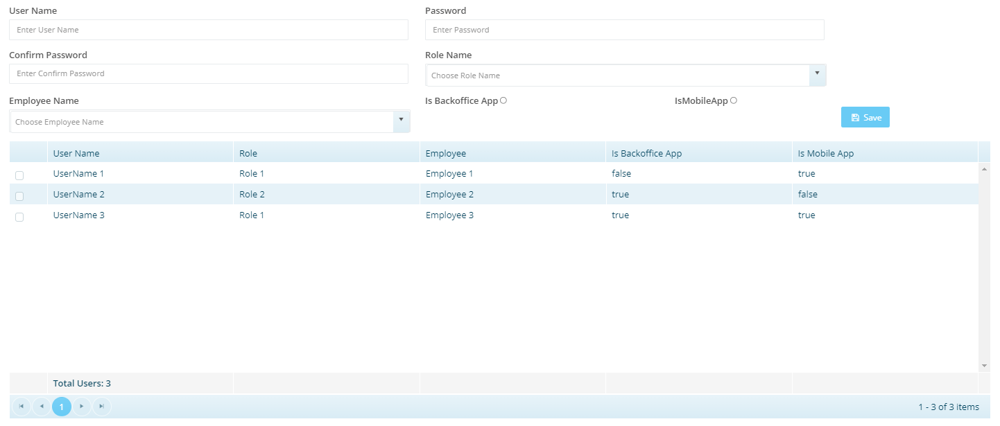 User Name Password
Enter User Name Enter Password
Confirm Password Role Name
Enter Confirm Password Choose Role Name
Employee Name Is Backoffice App IsMobileApp
Choose Employee Name Save
User Name Role Employee Is Backoffice App Is Mobile App
UserName 1 Role 1 Employee 1 false true
UserName 2 Role 2 Employee 2 true false
UserName 3 Role 1 Employee 3 true true
Total Users: 3
1 1 - 3 of 3 items